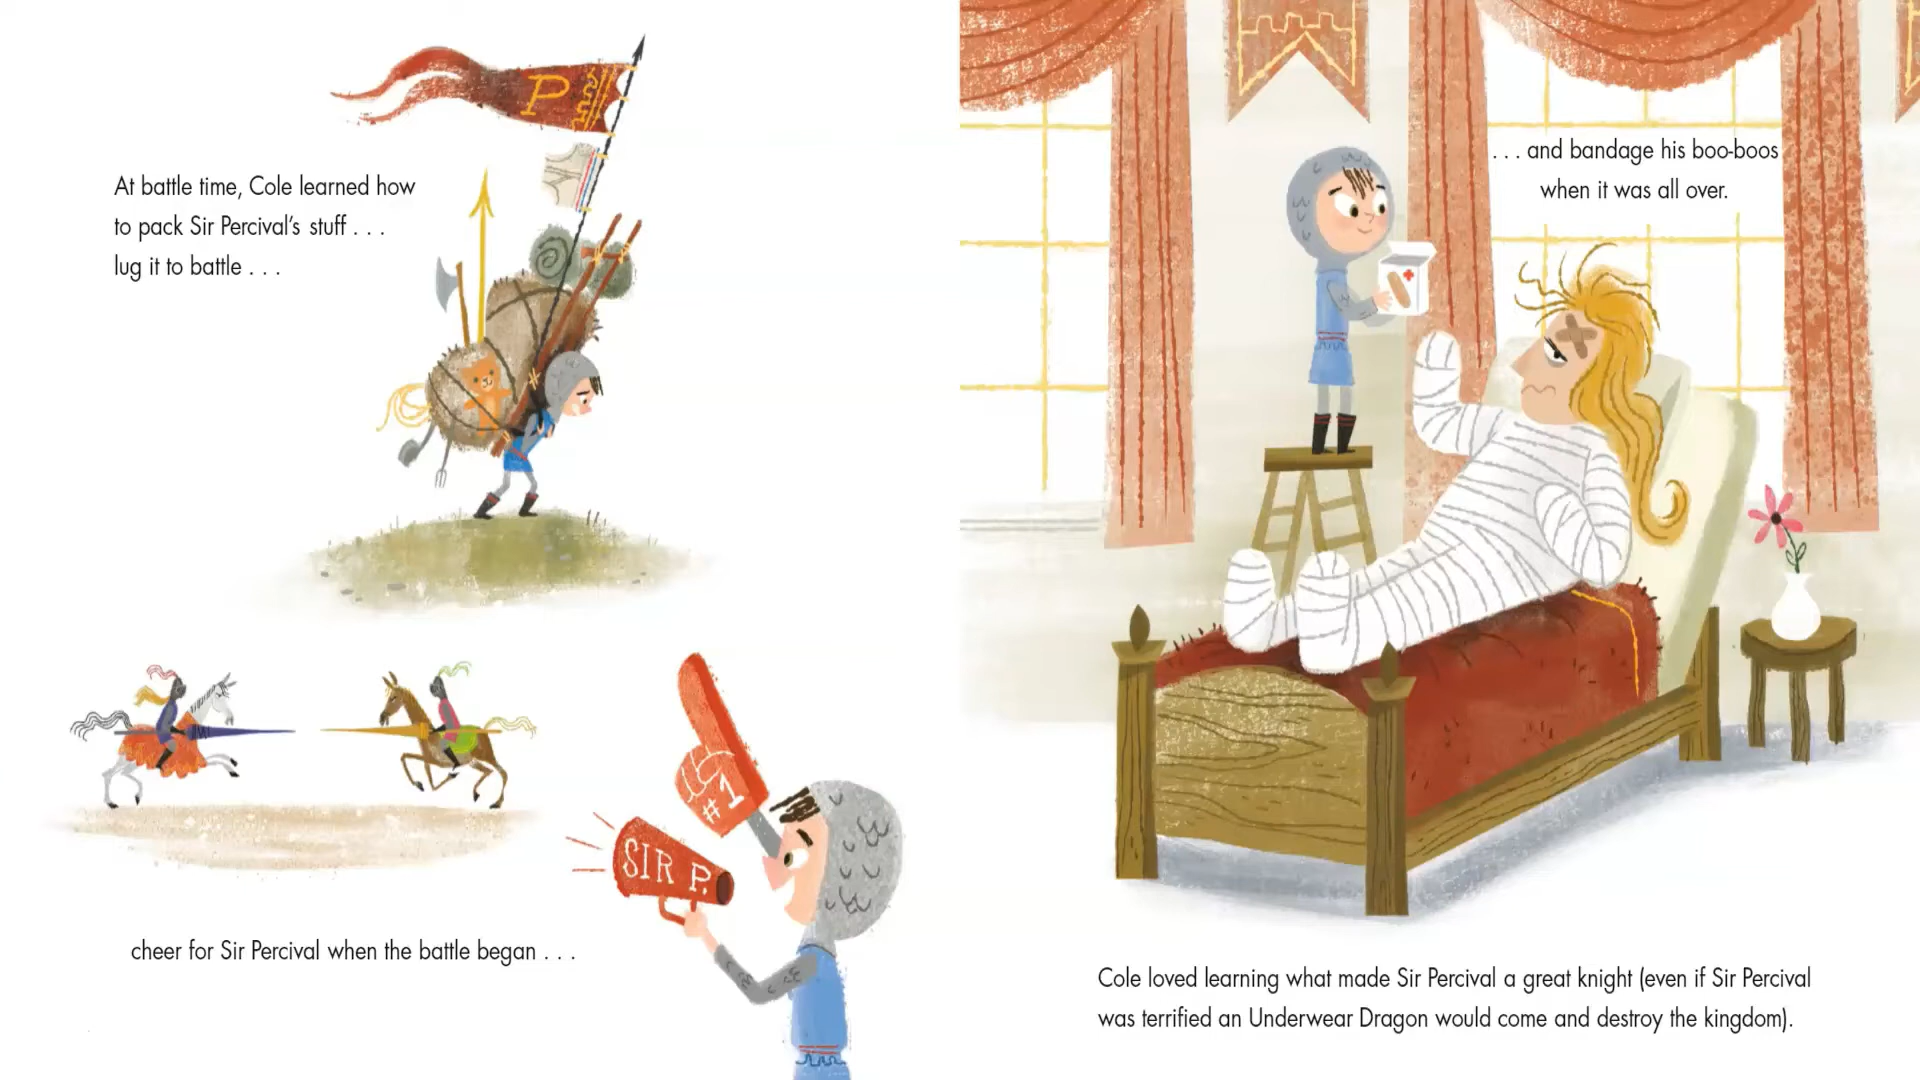 P
At battle time, Cole learned how
to pack Sir Percival's stuff . . .
lug it to battle . . .
#1
SIR P.
cheer for Sir Percival when the battle began . . .
. . . and bandage his boo-boos
when it was all over.
Cole loved learning what made Sir Percival a great knight (even if Sir Percival
was terrified an Underwear Dragon would come and destroy the kingdom).